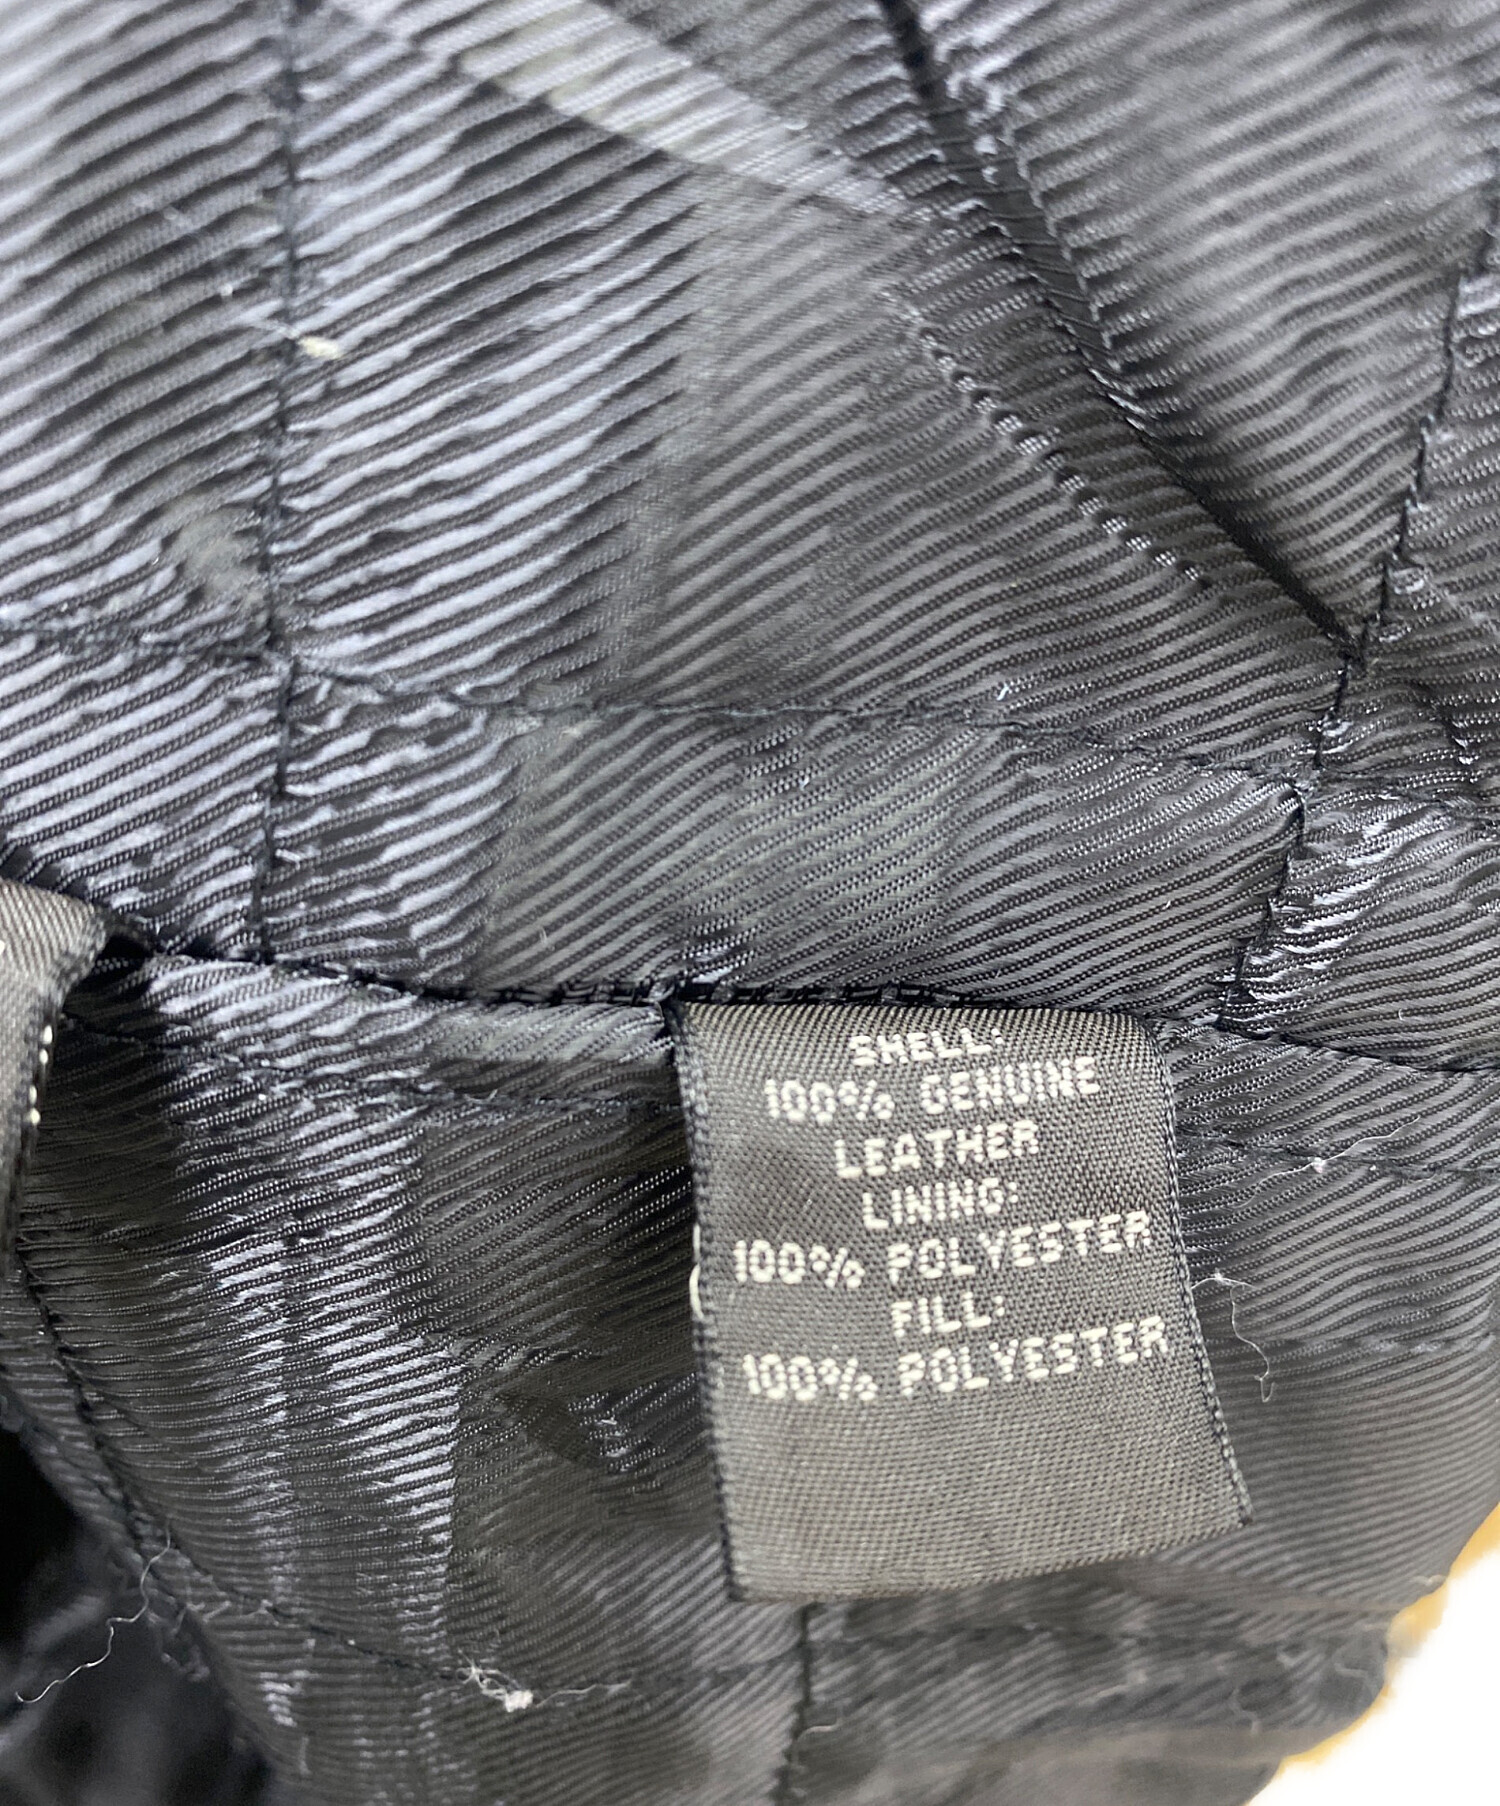 SHELL:
100% GENUINE
LEATHER
LINING:
100% POLYESTER
FILL:
100% POLYESTER